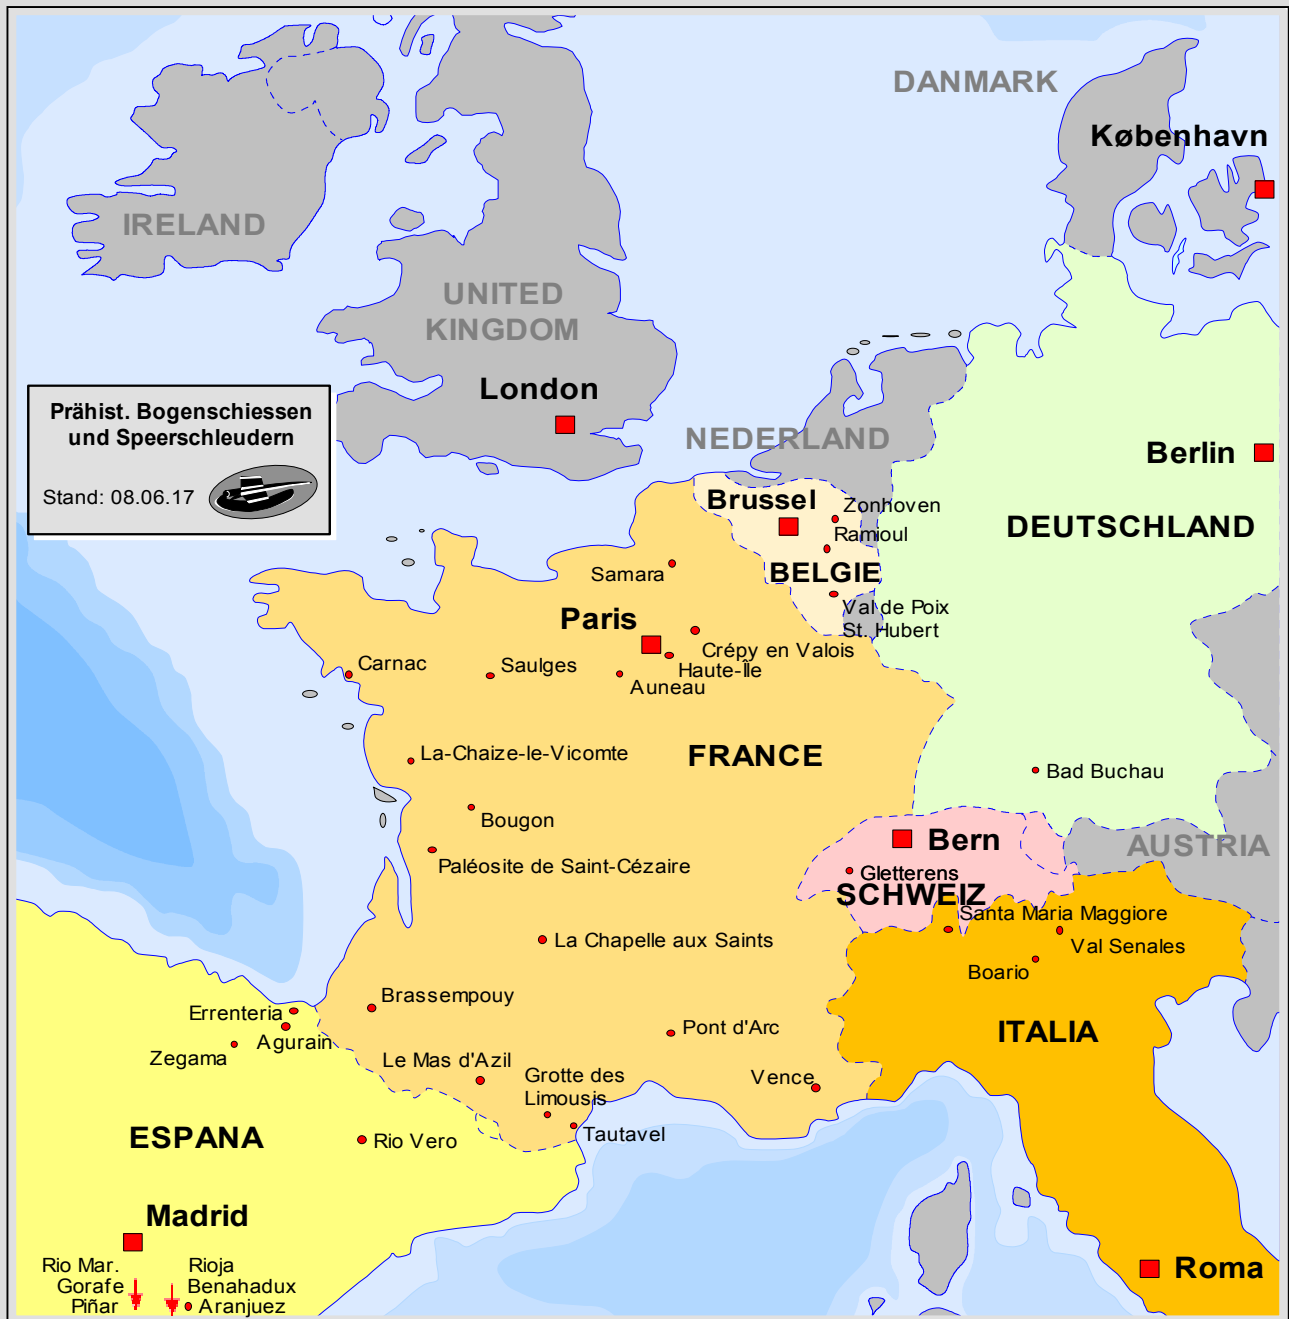 DANMARK
København
IRELAND
UNITED
KINGDOM
London
Prähist. Bogenschiessen
und Speerschleudern
Stand: 08.06.17
NEDERLAND
Berlin
Brussel
Zonhoven
DEUTSCHLAND
Ramioul
Samara
BELGIE
Val de Poix
St. Hubert
Paris
Crépy en Valois
Carnac
Saulges
Haute-Île
Auneau
La-Chaize-le-Vicomte
FRANCE
Bad Buchau
Bougon
Bern
AUSTRIA
Paléosite de Saint-Cézaire
Gletterens
SCHWEIZ
Santa Maria Maggiore
La Chapelle aux Saints
Val Senales
Boario
Brassempouy
Errenteria
Agurain
Pont d'Arc
ITALIA
Zegama
Le Mas d'Azil
Grotte des
Limousis
Vence
ESPANA
Rio Vero
Tautavel
Madrid
Rio Mar.
Gorafe
Piñar
Rioja
Benahadux
Aranjuez
Roma